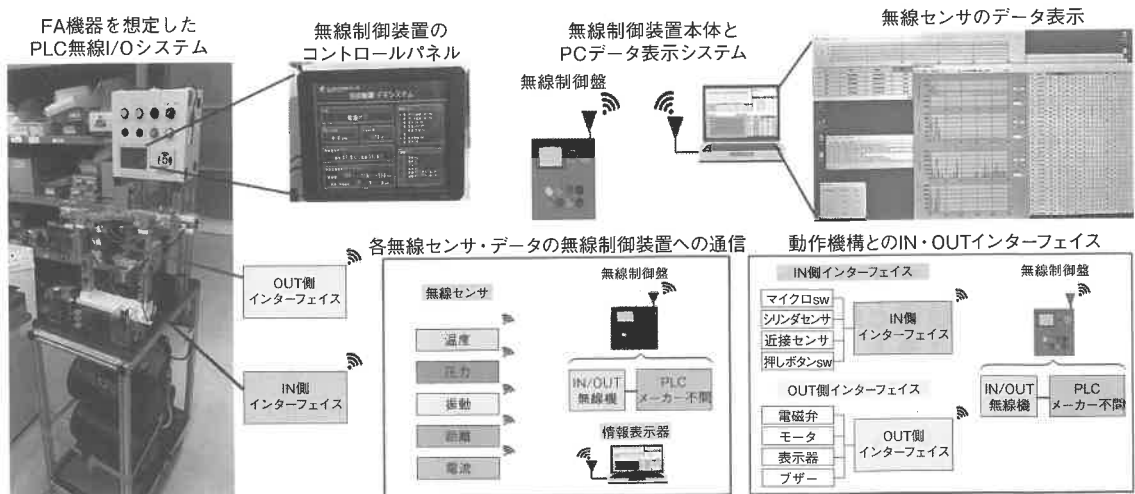 FA機器を想定した
PLC無線I/Oシステム
無線制御装置の
コントロールパネル
無線制御装置本体と
PCデータ表示システム
無線制御盤
無線センサのデータ表示
OUT側
インターフェイス
IN側
インターフェイス
各無線センサ・データの無線制御装置への通信
無線センサ
温度
圧力
振動
距離
電流
無線制御盤
IN/OUT
無線機
PLC
メーカー不問
情報表示器
動作機構とのIN・OUTインターフェイス
IN側インターフェイス
マイクロsw
シリンダセンサ
近接センサ
押しボタンsw
IN側
インターフェイス
OUT側インターフェイス
電磁弁
モータ
表示器
ブザー
OUT側
インターフェイス
無線制御盤
IN/OUT
無線機
PLC
メーカー不問